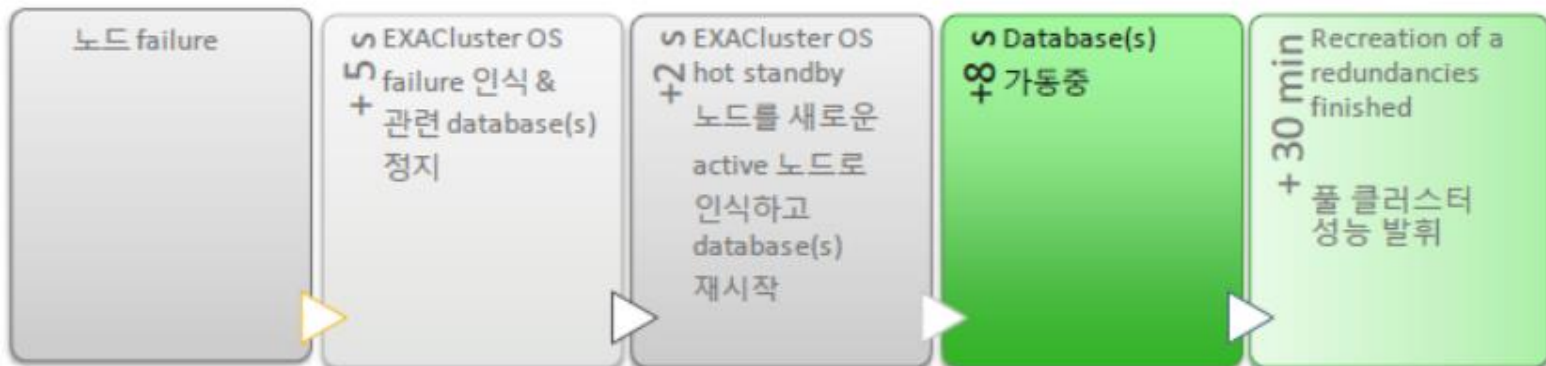 노드 failure
+ 5 s
EXACluster OS
failure 인식 &
관련 database(s)
정지
+2 s
EXACluster OS
hot standby
노드를 새로운
active 노드로
인식하고
database(s)
재시작
+8 s
Database(s)
가동중
+ 30 min
Recreation of a
redundancies
finished
풀 클러스터
성능 발휘